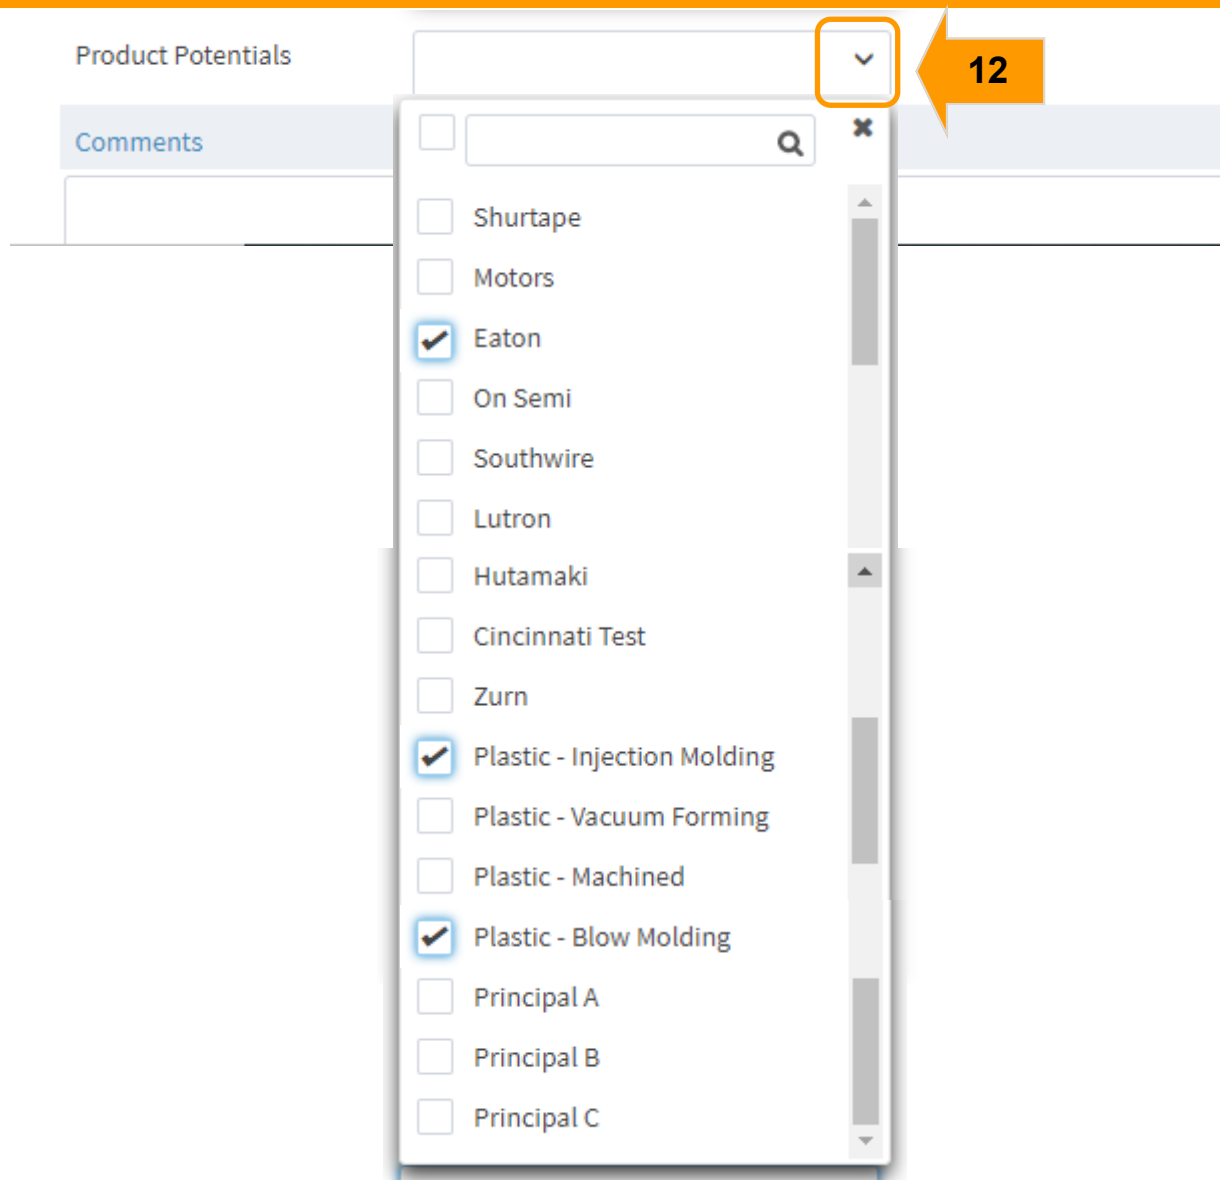 Product Potentials
12
Comments
Shurtape
Motors
Eaton
On Semi
Southwire
Lutron
Hutamaki
Cincinnati Test
Zurn
Plastic - Injection Molding
Plastic - Vacuum Forming
Plastic - Machined
Plastic - Blow Molding
Principal A
Principal B
Principal C